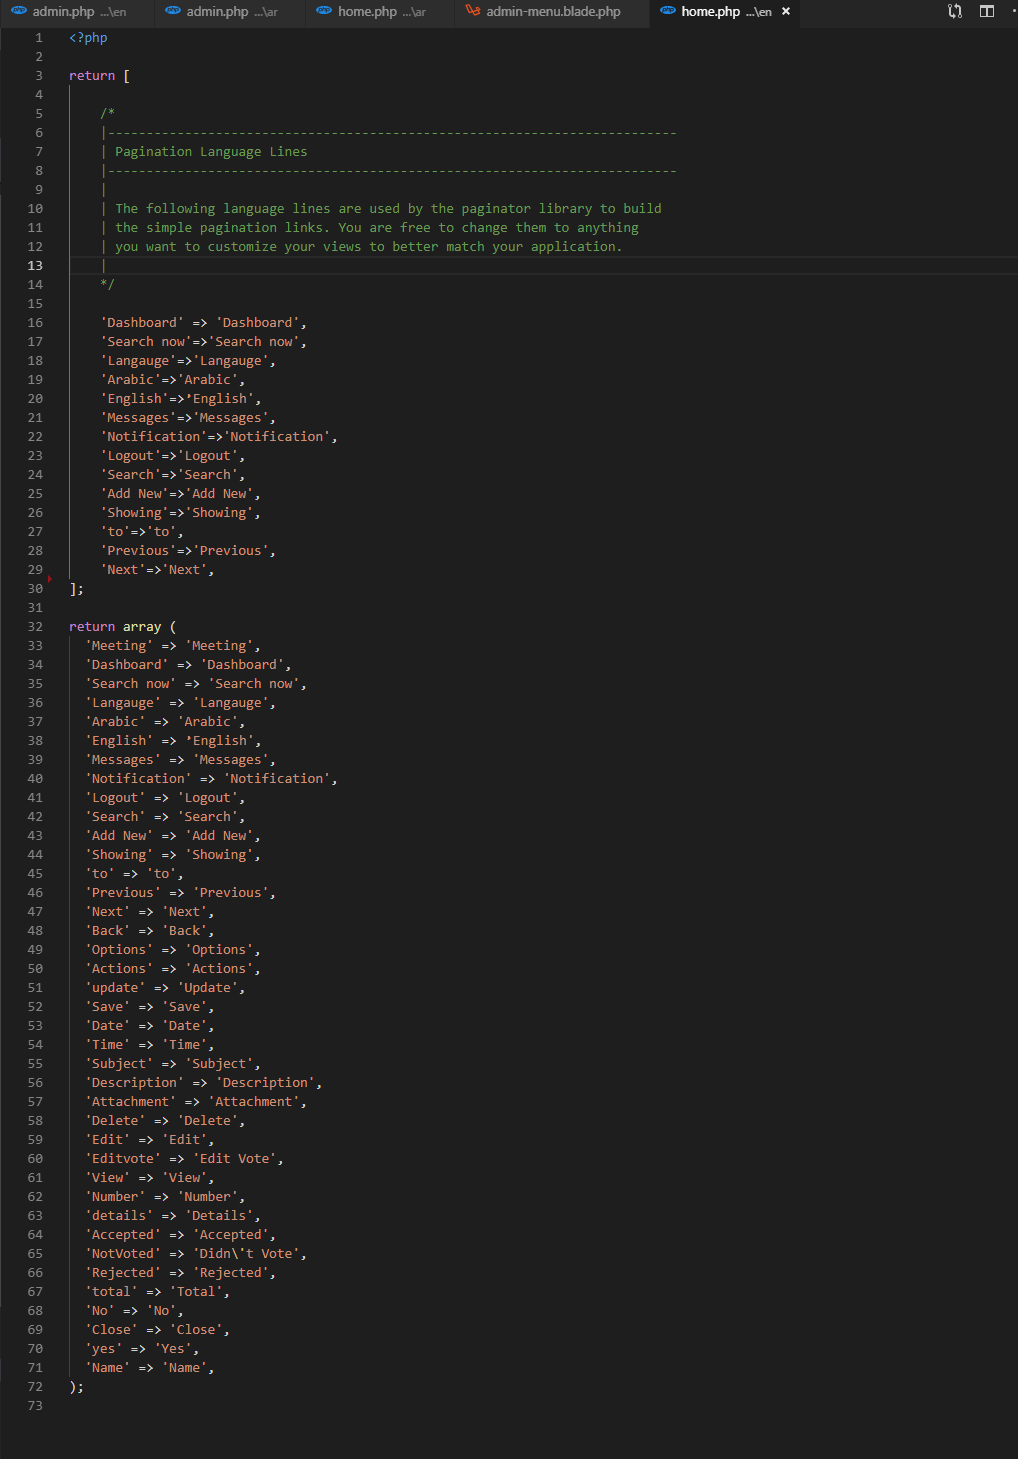 admin.php ...\en admin.php ...\ar home.php ...\ar admin-menu.blade.php home.php ...\en ×
1 <?php
2
3 return [
4
5     /*
6     |--------------------------------------------------------------------------
7     | Pagination Language Lines
8     |--------------------------------------------------------------------------
9     |
10     | The following language lines are used by the paginator library to build
11     | the simple pagination links. You are free to change them to anything
12     | you want to customize your views to better match your application.
13     |
14     */
15
16     'Dashboard' => 'Dashboard',
17     'Search now'=>'Search now',
18     'Langauge'=>'Langauge',
19     'Arabic'=>'Arabic',
20     'English'=>'English',
21     'Messages'=>'Messages',
22     'Notification'=>'Notification',
23     'Logout'=>'Logout',
24     'Search'=>'Search',
25     'Add New'=>'Add New',
26     'Showing'=>'Showing',
27     'to'=>'to',
28     'Previous'=>'Previous',
29     'Next'=>'Next',
30 ];
31
32 return array (
33   'Meeting' => 'Meeting',
34   'Dashboard' => 'Dashboard',
35   'Search now' => 'Search now',
36   'Langauge' => 'Langauge',
37   'Arabic' => 'Arabic',
38   'English' => 'English',
39   'Messages' => 'Messages',
40   'Notification' => 'Notification',
41   'Logout' => 'Logout',
42   'Search' => 'Search',
43   'Add New' => 'Add New',
44   'Showing' => 'Showing',
45   'to' => 'to',
46   'Previous' => 'Previous',
47   'Next' => 'Next',
48   'Back' => 'Back',
49   'Options' => 'Options',
50   'Actions' => 'Actions',
51   'update' => 'Update',
52   'Save' => 'Save',
53   'Date' => 'Date',
54   'Time' => 'Time',
55   'Subject' => 'Subject',
56   'Description' => 'Description',
57   'Attachment' => 'Attachment',
58   'Delete' => 'Delete',
59   'Edit' => 'Edit',
60   'Editvote' => 'Edit Vote',
61   'View' => 'View',
62   'Number' => 'Number',
63   'details' => 'Details',
64   'Accepted' => 'Accepted',
65   'NotVoted' => 'Didn\'t Vote',
66   'Rejected' => 'Rejected',
67   'total' => 'Total',
68   'No' => 'No',
69   'Close' => 'Close',
70   'yes' => 'Yes',
71   'Name' => 'Name',
72 );
73